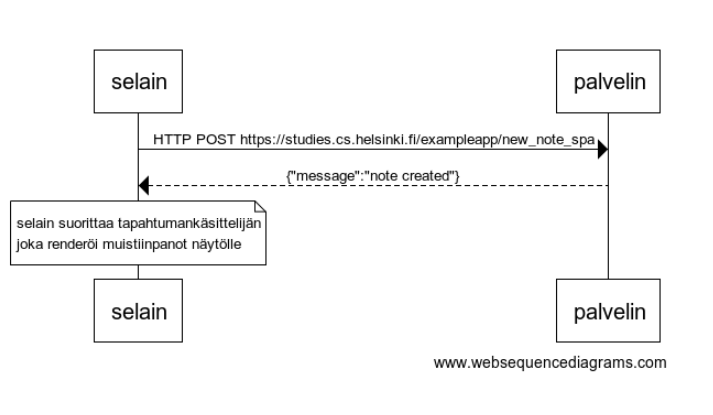 selain
palvelin
HTTP POST https://studies.cs.helsinki.fi/exampleapp/new_note_spa
{"message":"note created"}
selain suorittaa tapahtumankäsittelijän
joka renderöi muistiinpanot näytölle
selain
palvelin
www.websequencediagrams.com